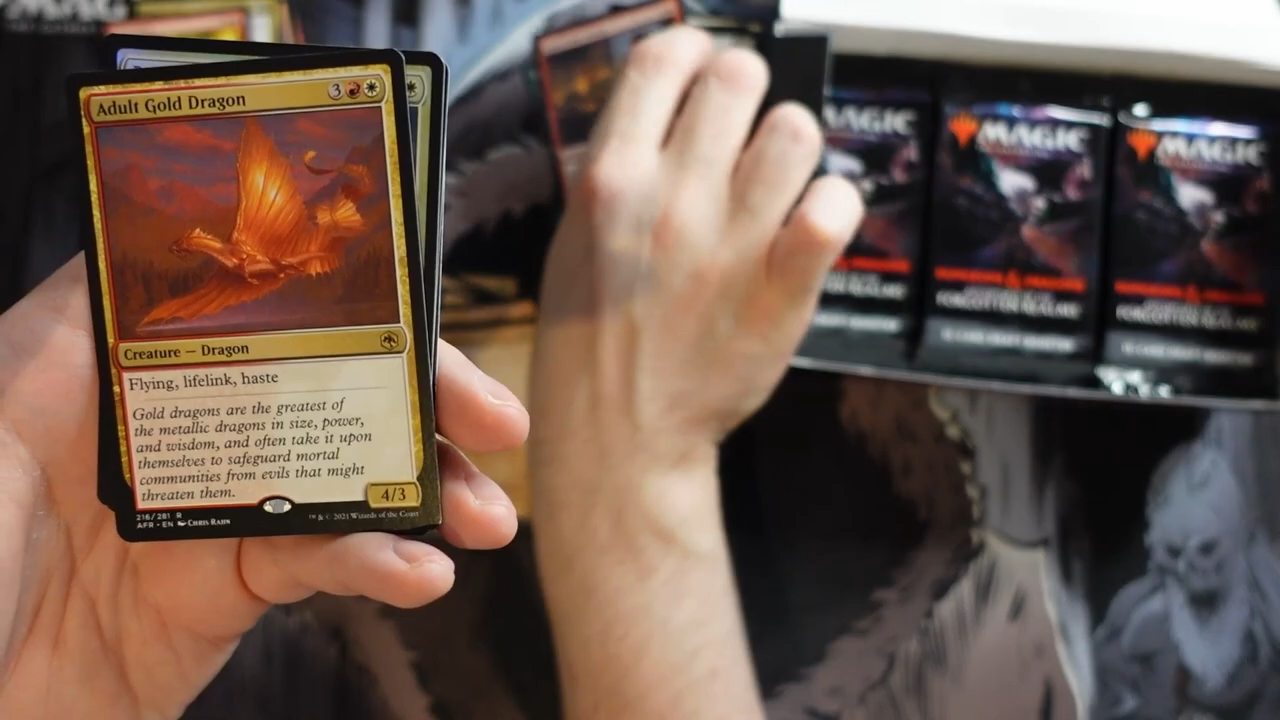 Adult Gold Dragon
3
Creature — Dragon
Flying, lifelink, haste
Gold dragons are the greatest of
the metallic dragons in size, power,
and wisdom, and often take it upon
themselves to safeguard mortal
communities from evils that might
threaten them.
4/3
216/281 R
AFR • EN Chris Rahn
™ & © 2021 Wizards of the Coast
MAGIC
MAGIC
MAGIC
FORGOTTEN REALMS
FORGOTTEN REALMS